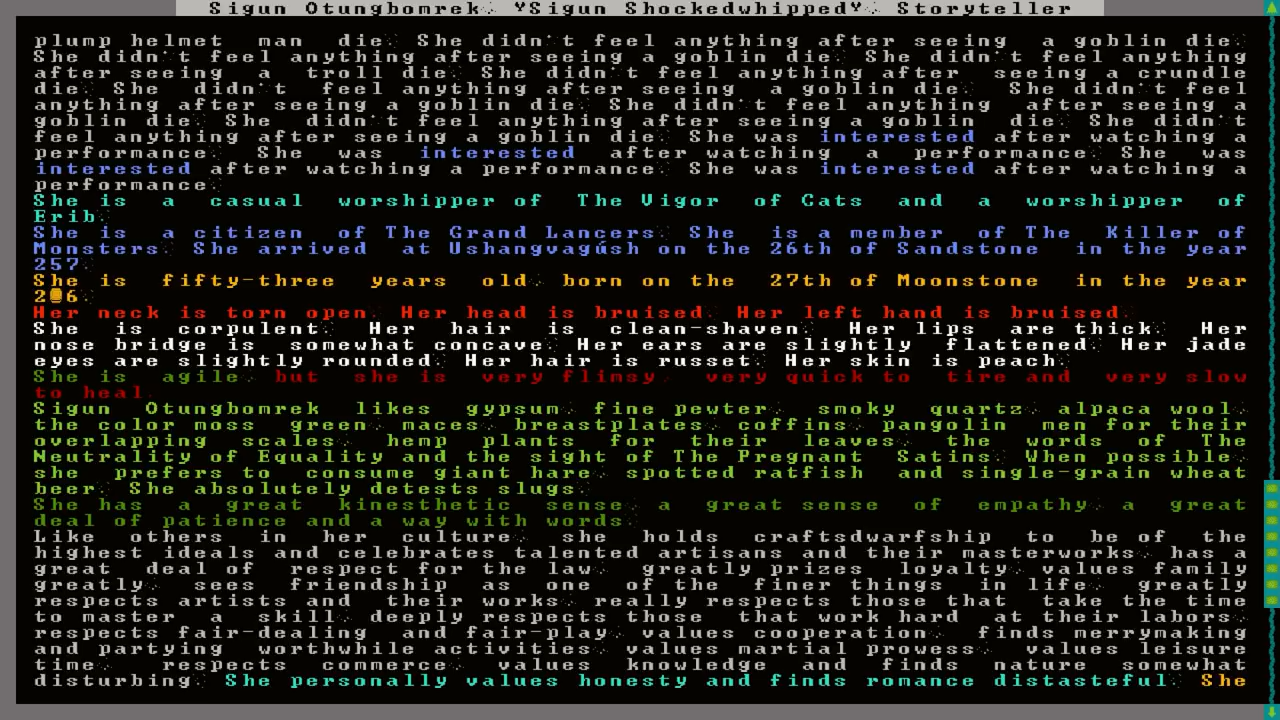 Sigun Otungbomrek, "Sigun Shockedwhipped", Storyteller
plump helmet man die. She didn't feel anything after seeing a goblin die.
She didn't feel anything after seeing a goblin die. She didn't feel anything
after seeing a troll die. She didn't feel anything after seeing a crundle
die. She didn't feel anything after seeing a goblin die. She didn't feel
anything after seeing a goblin die. She didn't feel anything after seeing a
goblin die. She didn't feel anything after seeing a goblin die. She didn't
feel anything after seeing a goblin die. She was interested after watching a
performance. She was interested after watching a performance. She was
interested after watching a performance. She was interested after watching a
performance.
She is a casual worshipper of The Vigor of Cats and a worshipper of
Erib.
She is a citizen of The Grand Lancers. She is a member of The Killer of
Monsters. She arrived at Ushangvagúsh on the 26th of Sandstone in the year
257.
She is fifty-three years old, born on the 27th of Moonstone in the year
206.
Her neck is torn open. Her head is bruised. Her left hand is bruised.
She is corpulent. Her hair is clean-shaven. Her lips are thick. Her
nose bridge is somewhat concave. Her ears are slightly flattened. Her jade
eyes are slightly rounded. Her hair is russet. Her skin is peach.
She is agile, but she is very flimsy, very quick to tire and very slow
to heal.
Sigun Otungbomrek likes gypsum, fine pewter, smoky quartz, alpaca wool,
the color moss green, maces, breastplates, coffins, pangolin men for their
overlapping scales, hemp plants for their leaves, the words of The
Neutrality of Equality and the sight of The Pregnant Satins. When possible,
she prefers to consume giant hare, spotted ratfish and single-grain wheat
beer. She absolutely detests slugs.
She has a great kinesthetic sense, a great sense of empathy, a great
deal of patience and a way with words.
Like others in her culture, she holds craftsdwarfship to be of the
highest ideals and celebrates talented artisans and their masterworks, has a
great deal of respect for the law, greatly prizes loyalty, values family
greatly, sees friendship as one of the finer things in life, greatly
respects artists and their works, really respects those that take the time
to master a skill, deeply respects those that work hard at their labors,
respects fair-dealing and fair-play, values cooperation, finds merrymaking
and partying worthwhile activities, values martial prowess, values leisure
time, respects commerce, values knowledge and finds nature somewhat
disturbing. She personally values honesty and finds romance distasteful. She